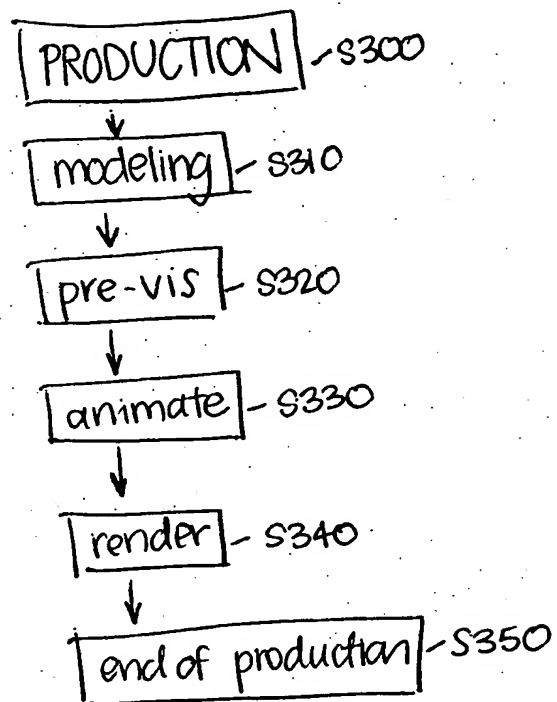 PRODUCTION S300
modeling S310
pre-vis S320
animate S330
render S340
end of production S350